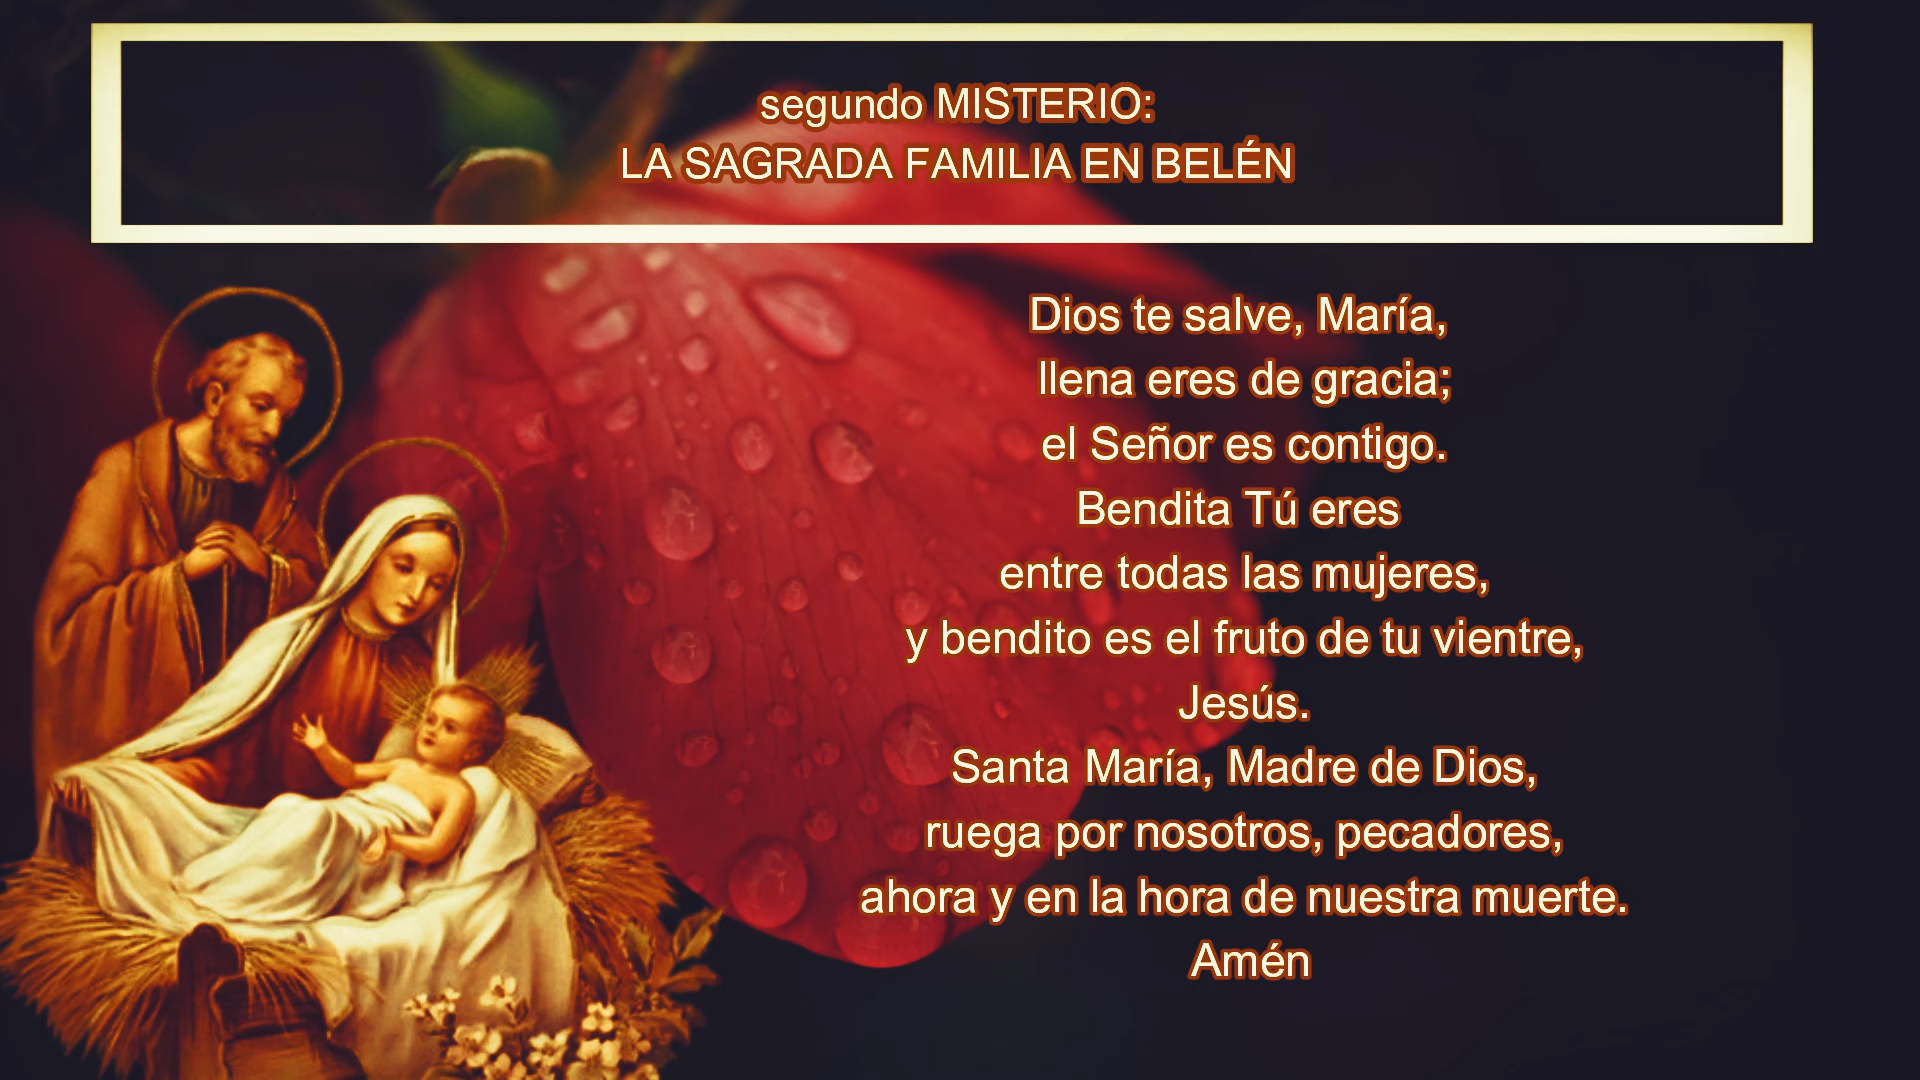 segundo MISTERIO:
LA SAGRADA FAMILIA EN BELÉN
Dios te salve, María,
llena eres de gracia;
el Señor es contigo.
Bendita Tú eres
entre todas las mujeres,
y bendito es el fruto de tu vientre,
Jesús.
Santa María, Madre de Dios,
ruega por nosotros, pecadores,
ahora y en la hora de nuestra muerte.
Amén